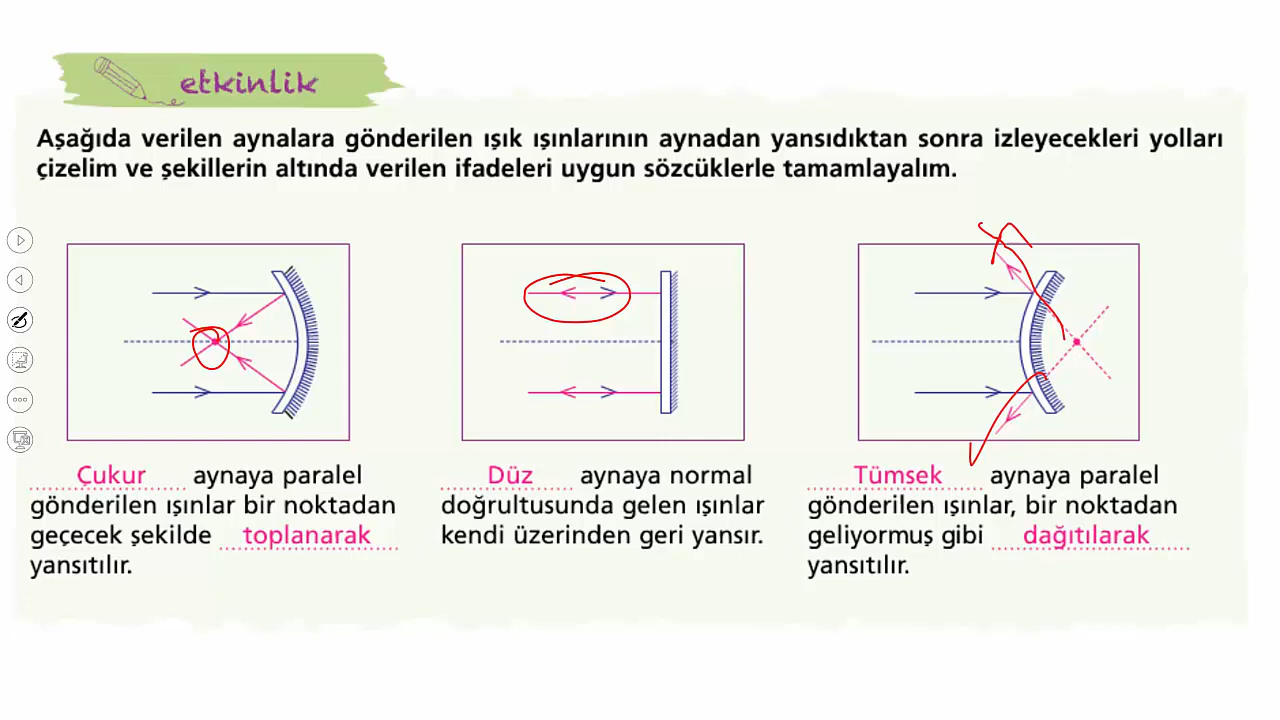 etkinlik
Aşağıda verilen aynalara gönderilen ışık ışınlarının aynadan yansıdıktan sonra izleyecekleri yolları
çizelim ve şekillerin altında verilen ifadeleri uygun sözcüklerle tamamlayalım.
Çukur aynaya paralel
gönderilen ışınlar bir noktadan
geçecek şekilde toplanarak
yansıtılır.
Düz aynaya normal
doğrultusunda gelen ışınlar
kendi üzerinden geri yansır.
Tümsek aynaya paralel
gönderilen ışınlar, bir noktadan
geliyormuş gibi dağıtılarak
yansıtılır.